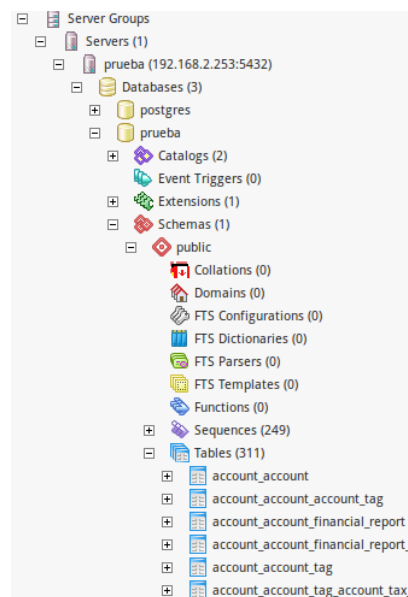 Server Groups
Servers (1)
prueba (192.168.2.253:5432)
Databases (3)
postgres
prueba
Catalogs (2)
Event Triggers (0)
Extensions (1)
Schemas (1)
public
Collations (0)
Domains (0)
FTS Configurations (0)
FTS Dictionaries (0)
FTS Parsers (0)
FTS Templates (0)
Functions (0)
Sequences (249)
Tables (311)
account_account
account_account_account_tag
account_account_financial_report
account_account_financial_report_
account_account_tag
account_account_tag_account_tax_